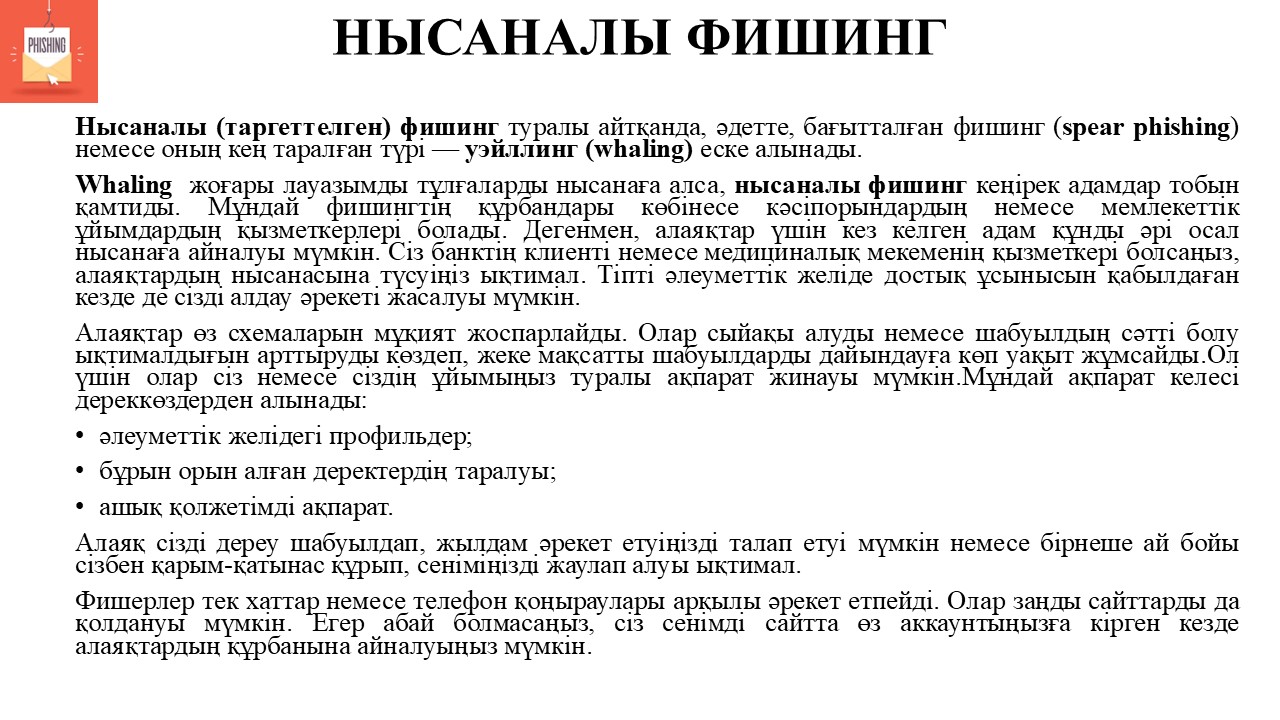 PHISHING
НЫСАНАЛЫ ФИШИНГ
Нысаналы (таргеттелген) фишинг туралы айтқанда, әдетте, бағытталған фишинг (spear phishing)
немесе оның кең таралған түрі — уэйллинг (whaling) еске алынады.
Whaling жоғары лауазымды тұлғаларды нысанаға алса, нысаналы фишинг кеңірек адамдар тобын
қамтиды. Мұндай фишингтің құрбандары көбінесе кәсіпорындардың немесе мемлекеттік
ұйымдардың қызметкерлері болады. Дегенмен, алаяқтар үшін кез келген адам құнды әрі осал
нысанаға айналуы мүмкін. Сіз банктің клиенті немесе медициналық мекеменің қызметкері болсаңыз,
алаяқтардың нысанасына түсуіңіз ықтимал. Тіпті әлеуметтік желіде достық ұсынысын қабылдаған
кезде де сізді алдау әрекеті жасалуы мүмкін.
Алаяқтар өз схемаларын мұқият жоспарлайды. Олар сыйақы алуды немесе шабуылдың сәтті болу
ықтималдығын арттыруды көздеп, жеке мақсатты шабуылдарды дайындауға көп уақыт жұмсайды.Ол
үшін олар сіз немесе сіздің ұйымыңыз туралы ақпарат жинауы мүмкін.Мұндай ақпарат келесі
дереккөздерден алынады:
• әлеуметтік желідегі профильдер;
• бұрын орын алған деректердің таралуы;
• ашық қолжетімді ақпарат.
Алаяқ сізді дереу шабуылдап, жылдам әрекет етуіңізді талап етуі мүмкін немесе бірнеше ай бойы
сізбен қарым-қатынас құрып, сеніміңізді жаулап алуы ықтимал.
Фишерлер тек хаттар немесе телефон қоңыраулары арқылы әрекет етпейді. Олар заңды сайттарды да
қолдануы мүмкін. Егер абай болмасаңыз, сіз сенімді сайтта өз аккаунтыңызға кірген кезде
алаяқтардың құрбанына айналуыңыз мүмкін.